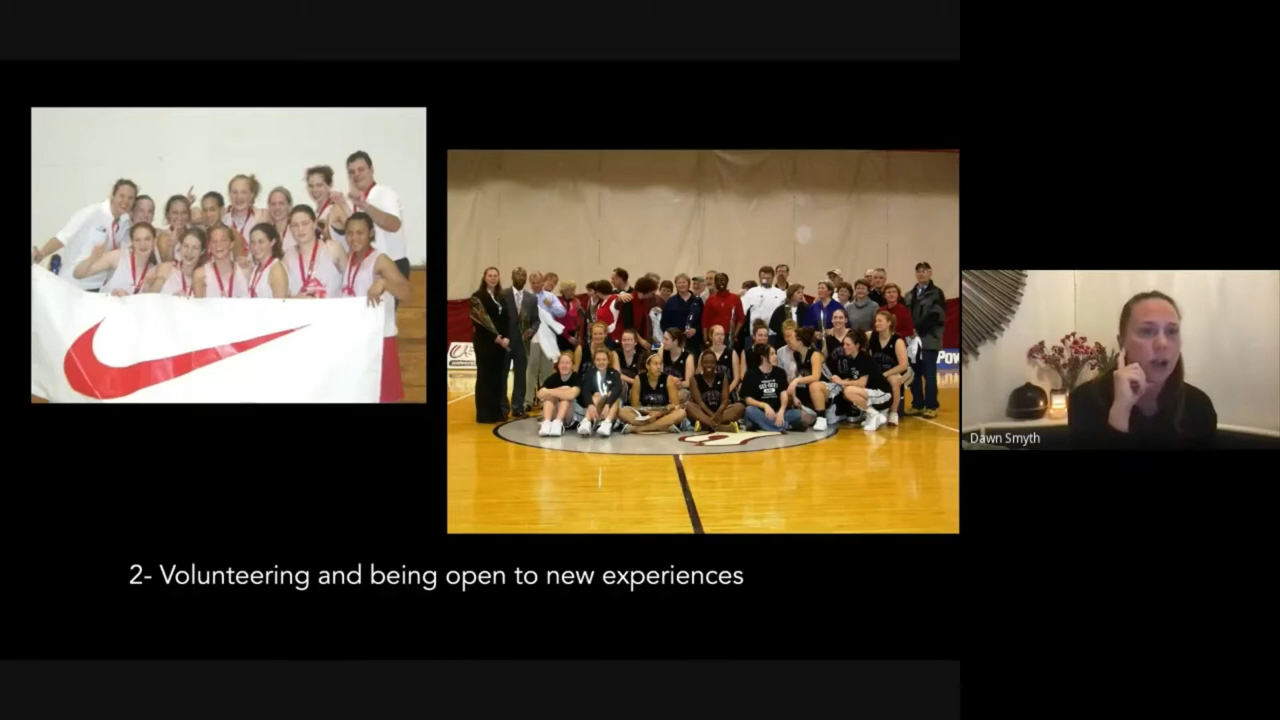 2- Volunteering and being open to new experiences
Dawn Smyth